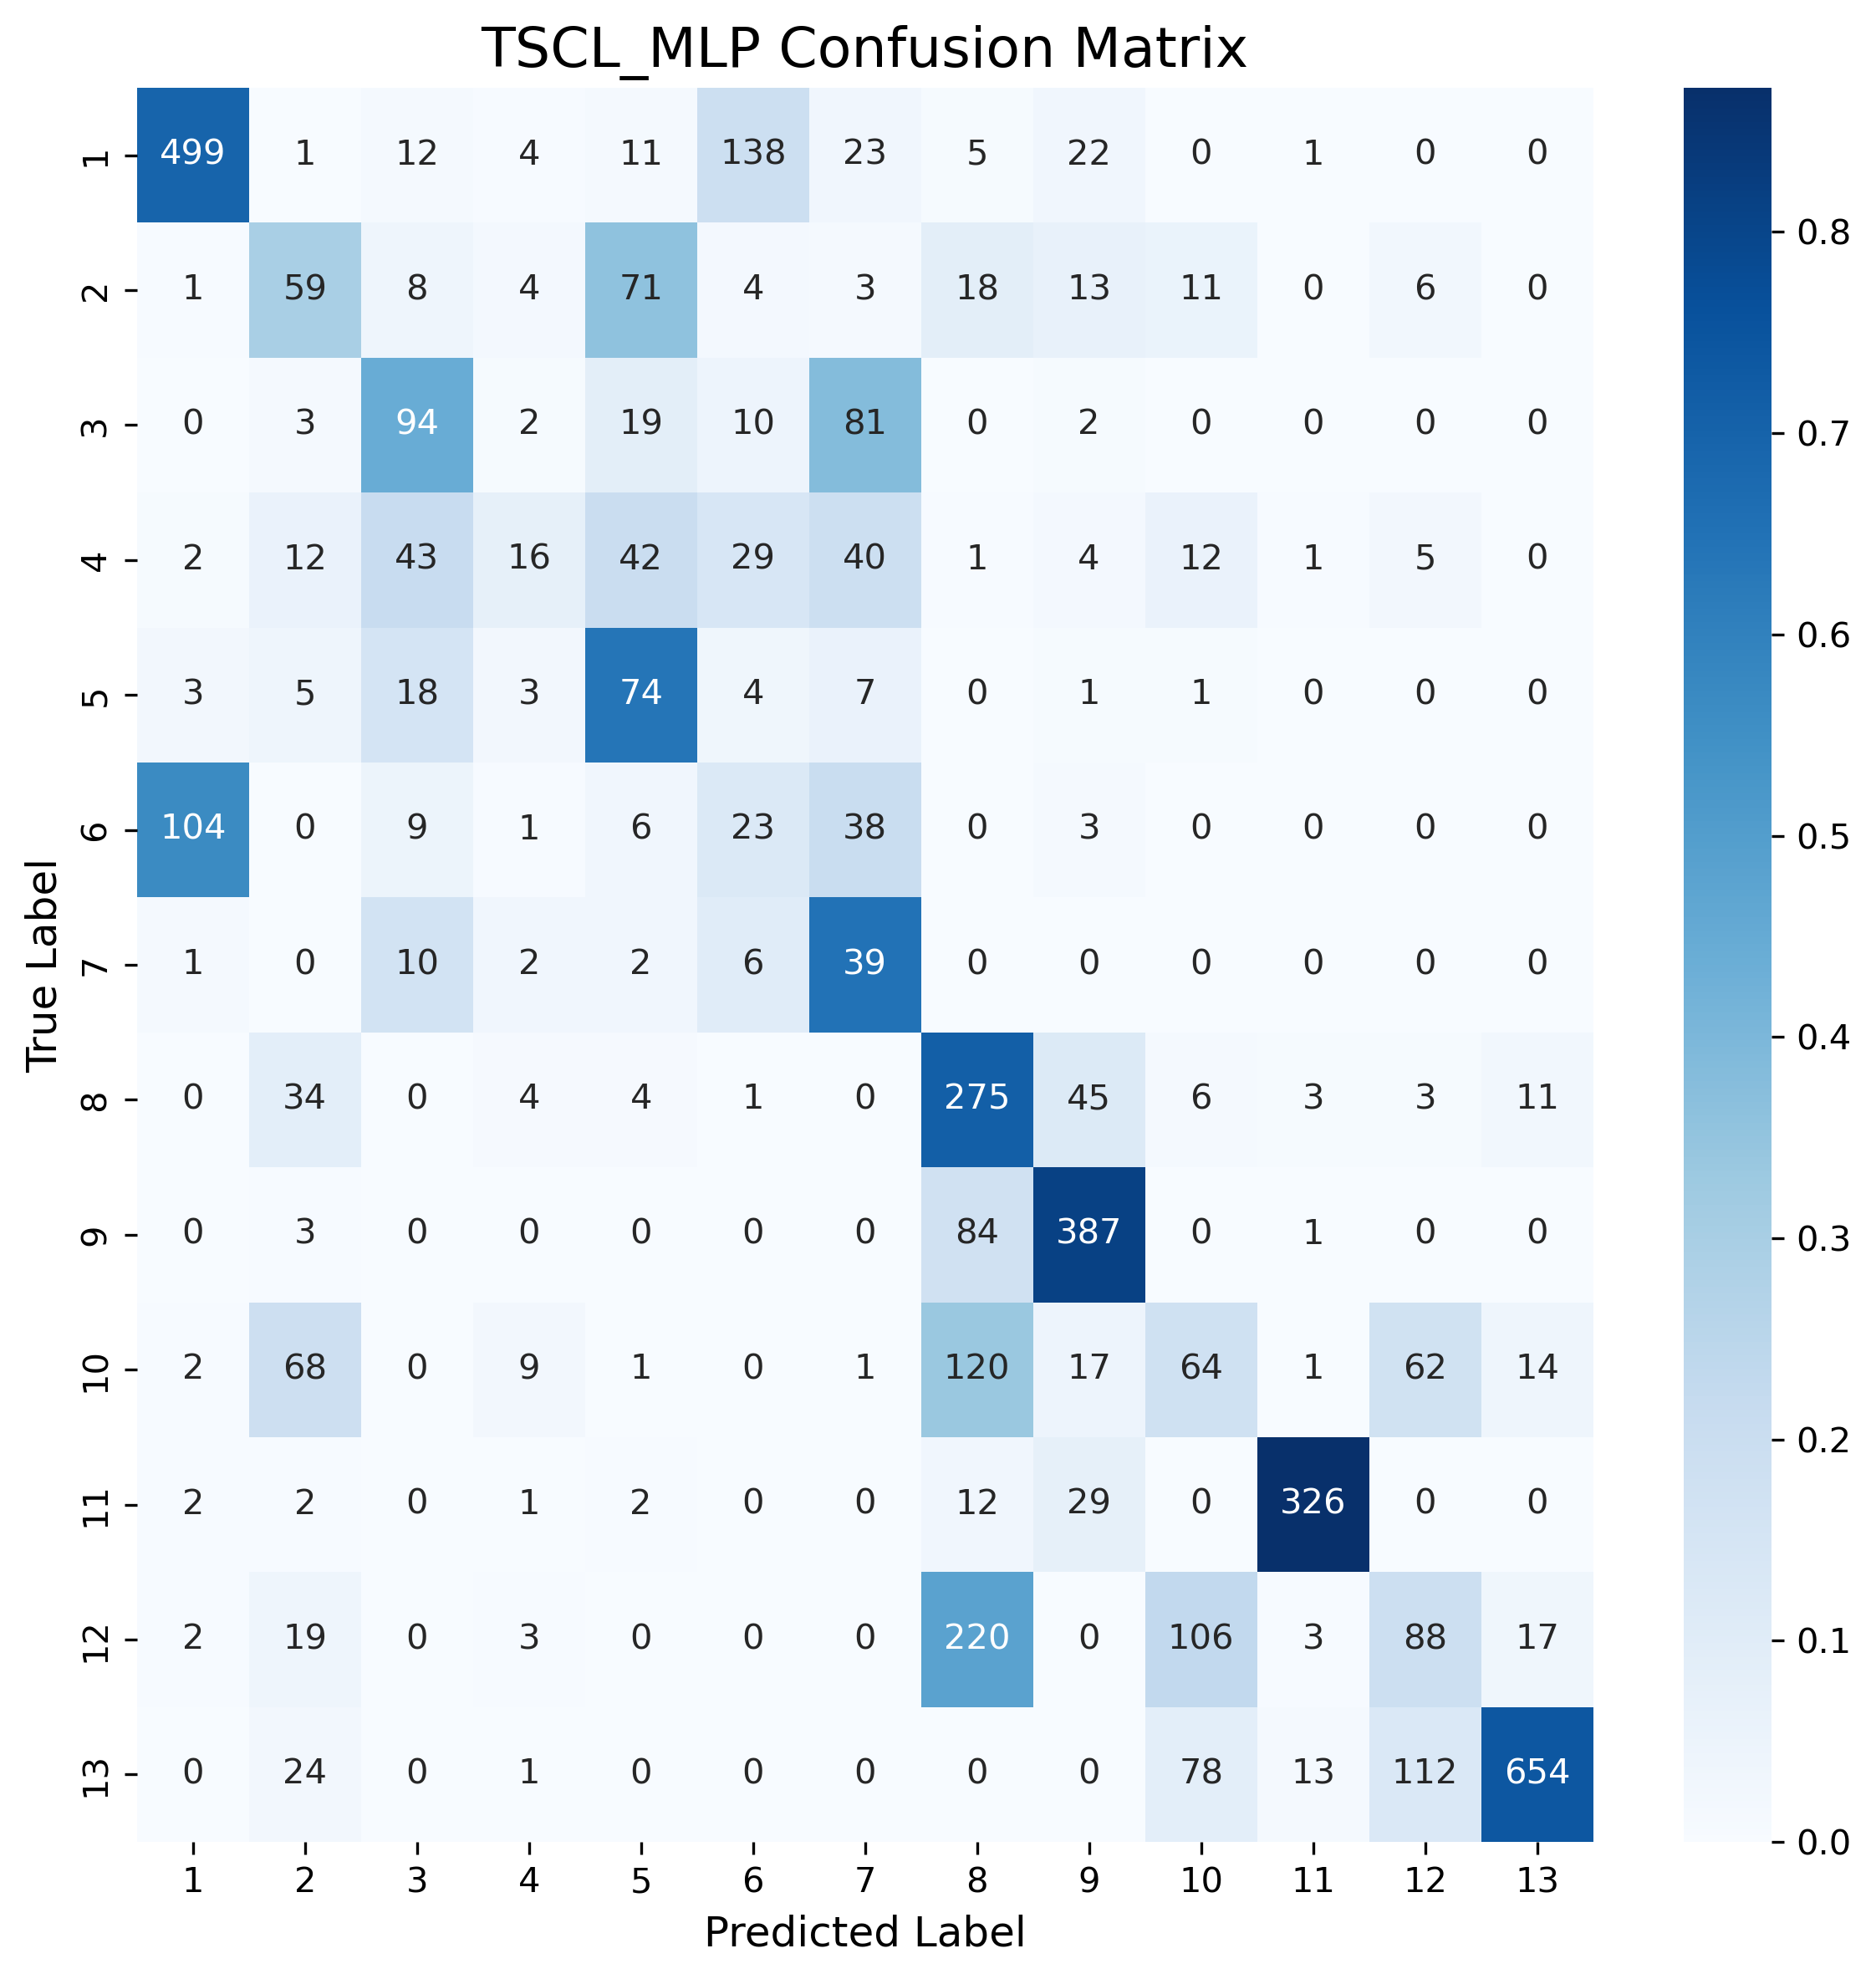 TSCL_MLP Confusion Matrix
1 499 1 12 4 11 138 23 5 22 0 1 0 0
2 1 59 8 4 71 4 3 18 13 11 0 6 0
3 0 3 94 2 19 10 81 0 2 0 0 0 0
4 2 12 43 16 42 29 40 1 4 12 1 5 0
5 3 5 18 3 74 4 7 0 1 1 0 0 0
6 104 0 9 1 6 23 38 0 3 0 0 0 0
7 1 0 10 2 2 6 39 0 0 0 0 0 0
8 0 34 0 4 4 1 0 275 45 6 3 3 11
9 0 3 0 0 0 0 0 84 387 0 1 0 0
10 2 68 0 9 1 0 1 120 17 64 1 62 14
11 2 2 0 1 2 0 0 12 29 0 326 0 0
12 2 19 0 3 0 0 0 220 0 106 3 88 17
13 0 24 0 1 0 0 0 0 0 78 13 112 654
1 2 3 4 5 6 7 8 9 10 11 12 13
Predicted Label
True Label
0.8
0.7
0.6
0.5
0.4
0.3
0.2
0.1
0.0